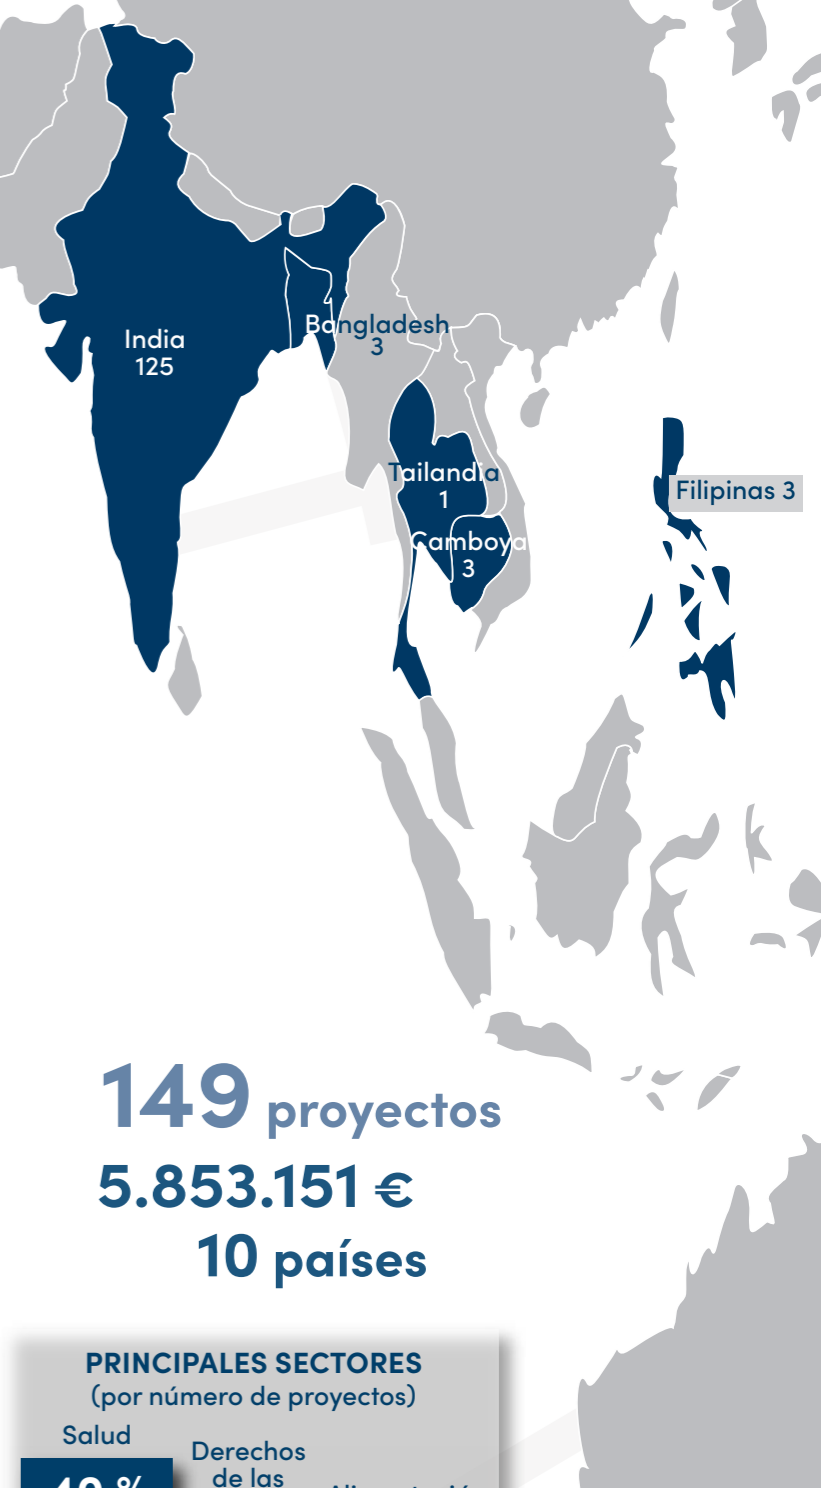 India
125
Bangladesh
3
Tailandia
1
Camboya
3
Filipinas 3
149 proyectos
5.853.151 €
10 países
PRINCIPALES SECTORES
(por número de proyectos)
Salud
Derechos
de las